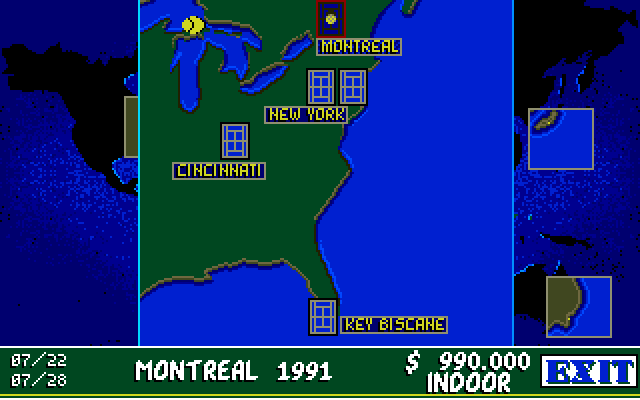 MONTREAL
NEW YORK
CINCINNATI
KEY BISCANE
07/22
07/28
MONTREAL 1991
$ 990.000
INDOOR
EXIT